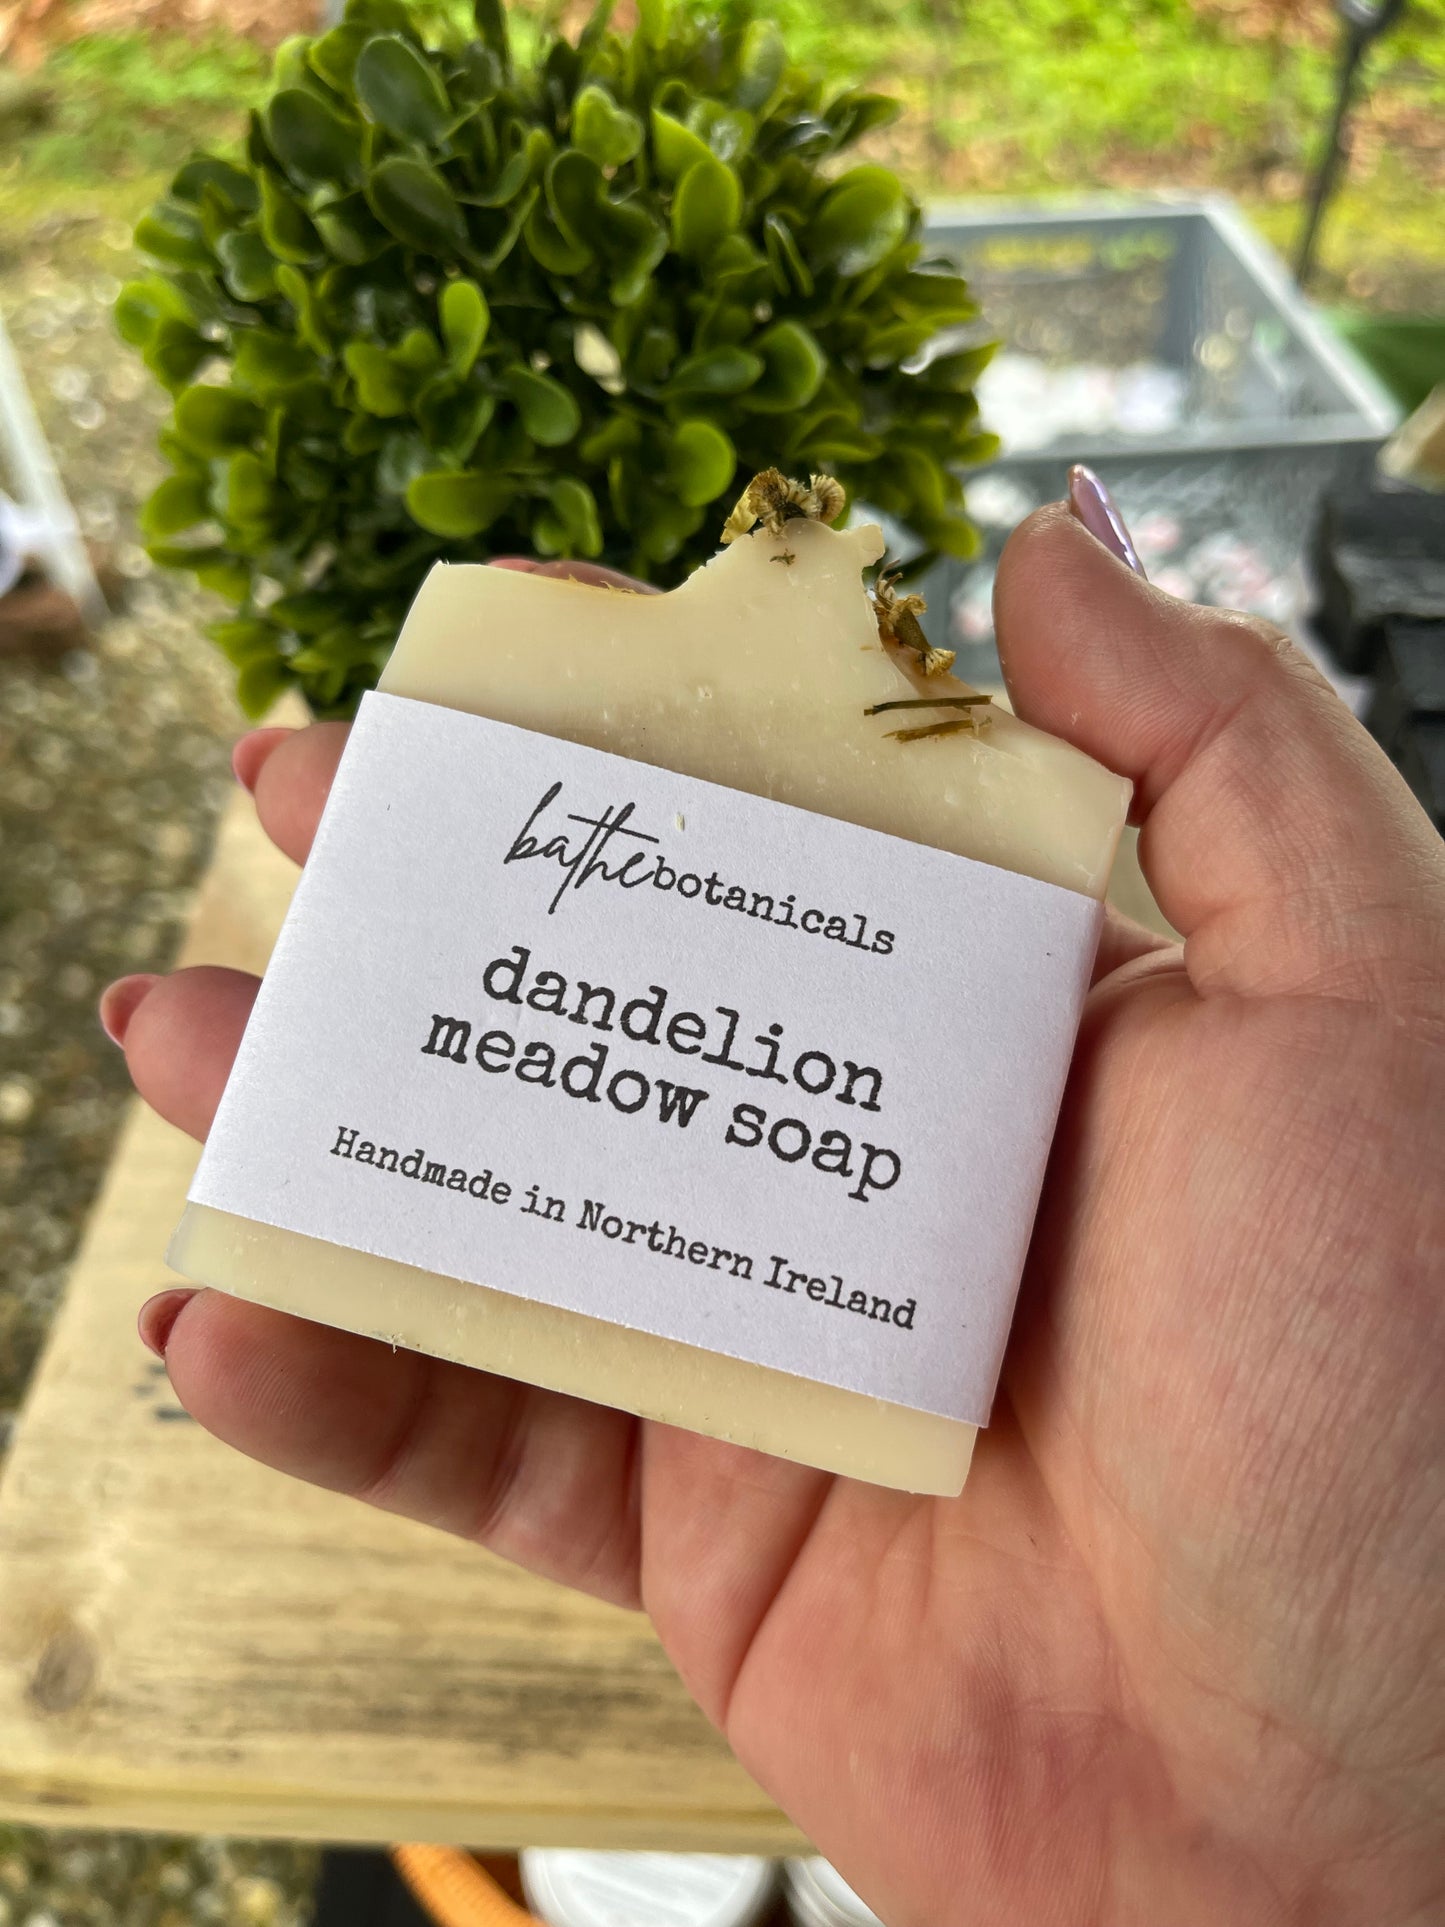 bathebotanicals
dandelion
meadow soap
Handmade in Northern Ireland